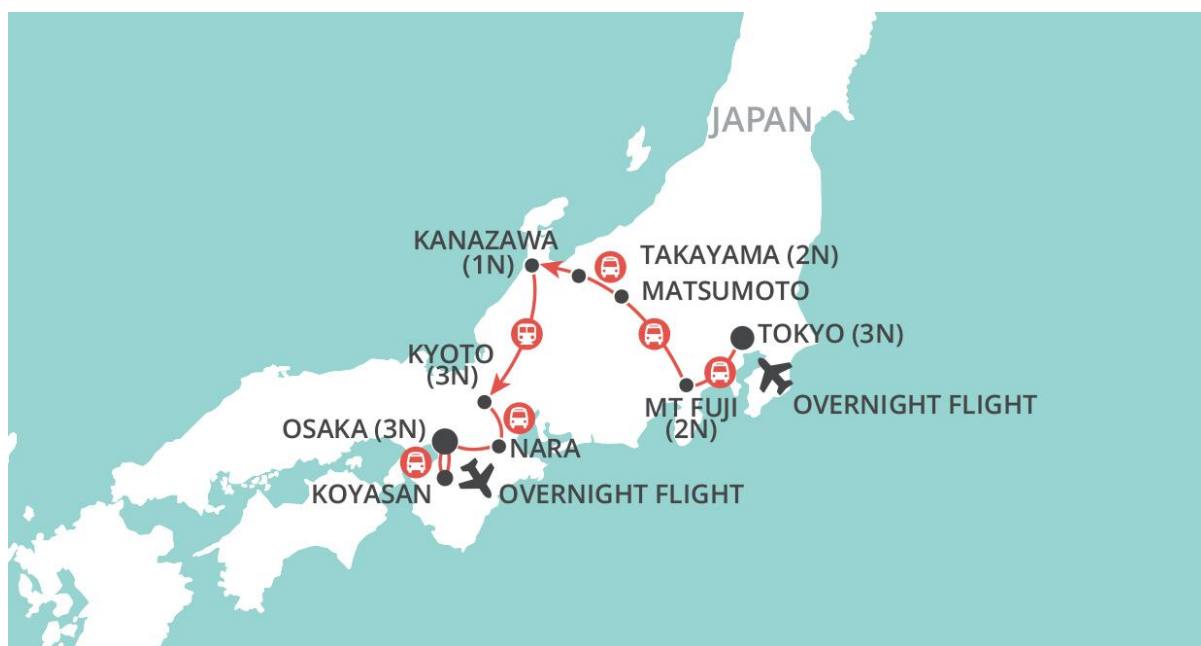 JAPAN
KANAZAWA
(1N)
TAKAYAMA (2N)
MATSUMOTO
TOKYO (3N)
KYOTO
(3N)
MT FUJI
(2N)
OVERNIGHT FLIGHT
OSAKA (3N)
NARA
KOYASAN
OVERNIGHT FLIGHT